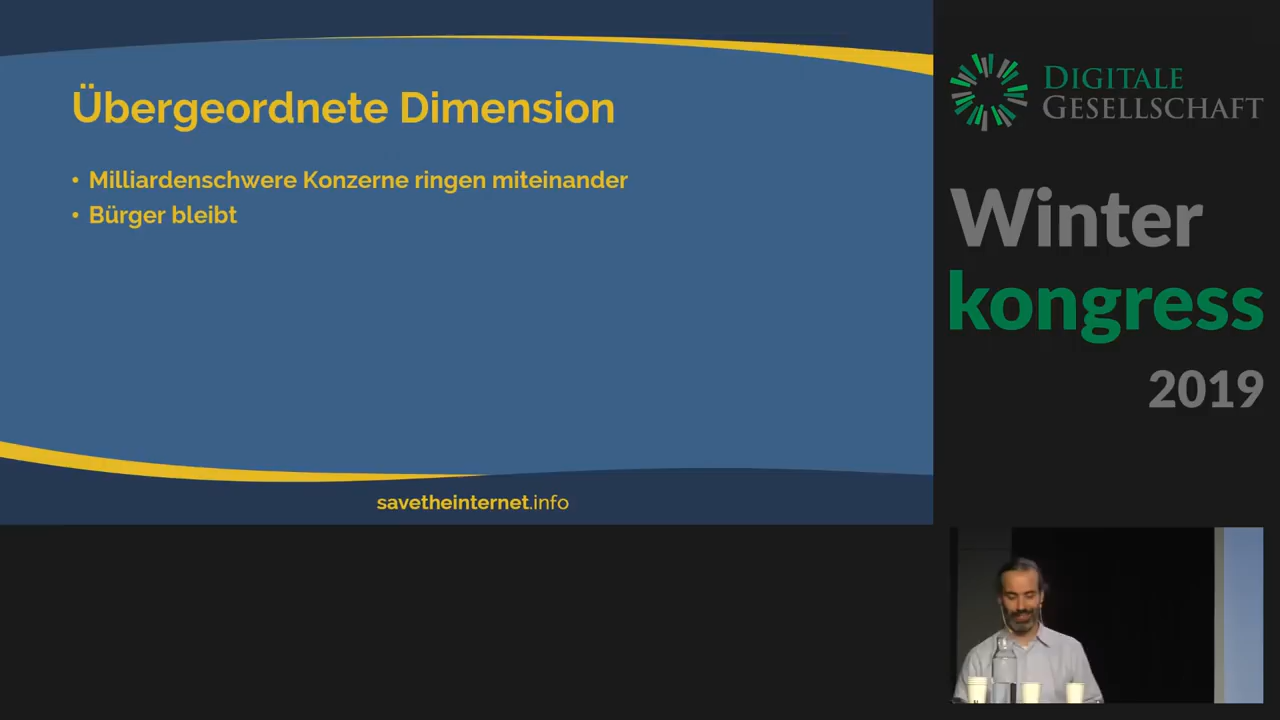 Übergeordnete Dimension
• Milliardenschwere Konzerne ringen miteinander
• Bürger bleibt
savetheinternet.info
DIGITALE
GESELLSCHAFT
Winter
kongress
2019